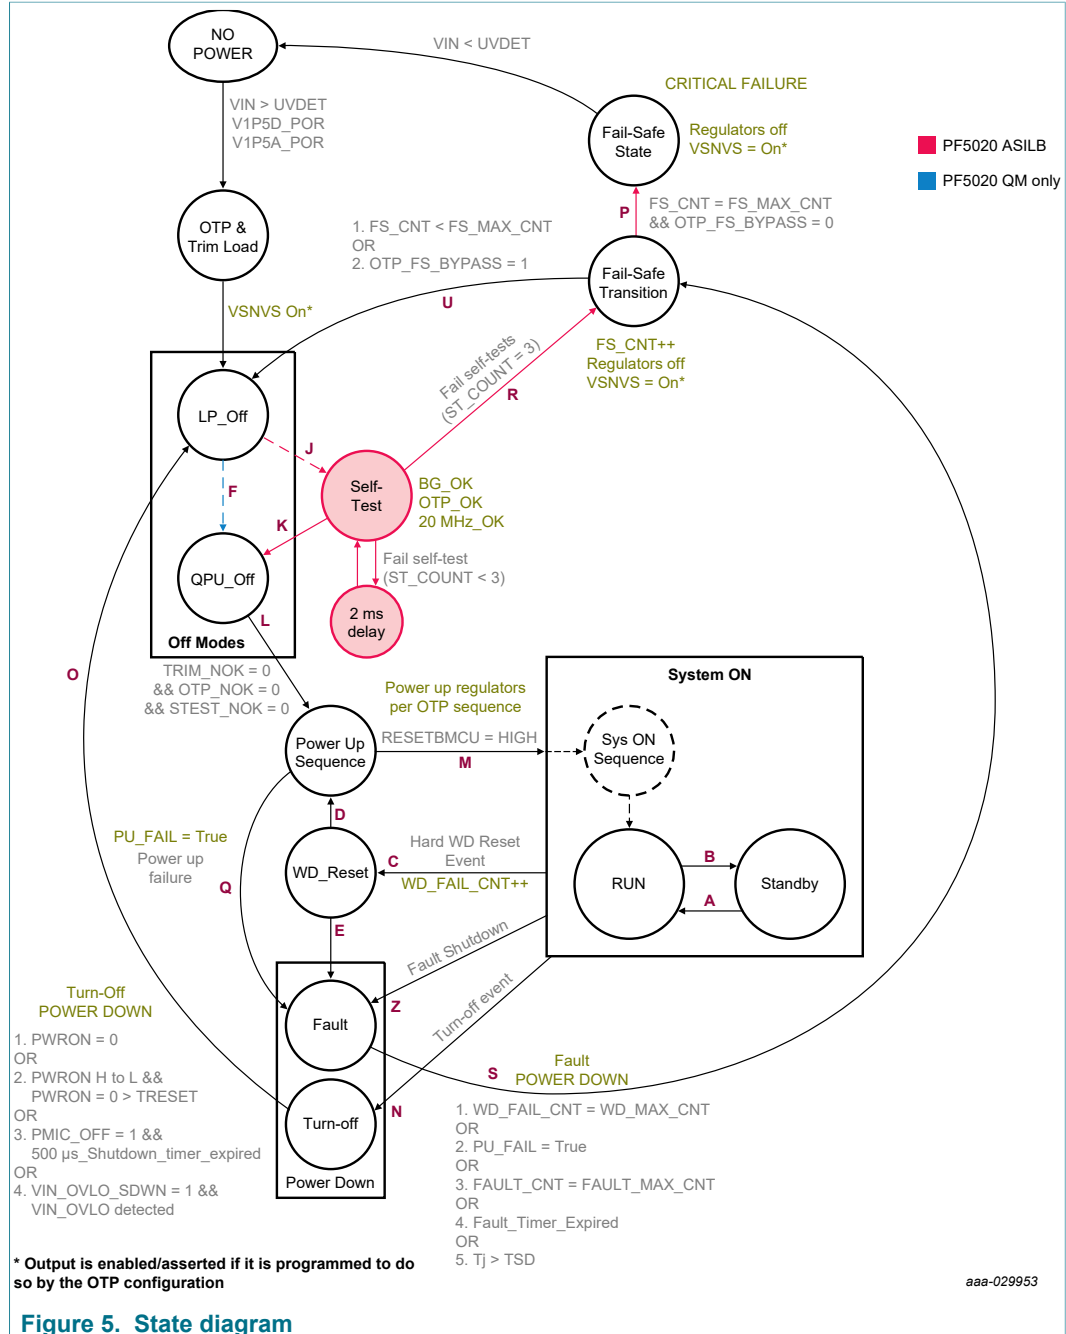 NO
POWER
VIN < UVDET
VIN > UVDET
V1P5D_POR
V1P5A_POR
CRITICAL FAILURE
Fail-Safe
State
Regulators off
VSNVS = On*
PF5020 ASILB
PF5020 QM only
P
FS_CNT = FS_MAX_CNT
&& OTP_FS_BYPASS = 0
OTP &
Trim Load
1. FS_CNT < FS_MAX_CNT
OR
2. OTP_FS_BYPASS = 1
Fail-Safe
Transition
U
VSNVS On*
FS_CNT++
Regulators off
VSNVS = On*
Fail self-tests
(ST_COUNT = 3)
R
LP_Off
J
F
Self-
Test
BG_OK
OTP_OK
20 MHz_OK
K
QPU_Off
Fail self-test
(ST_COUNT < 3)
2 ms
delay
L
Off Modes
O
TRIM_NOK = 0
&& OTP_NOK = 0
&& STEST_NOK = 0
Power up regulators
per OTP sequence
System ON
Power Up
Sequence
RESETBMCU = HIGH
M
Sys ON
Sequence
D
PU_FAIL = True
Power up
failure
Q
WD_Reset
C
Hard WD Reset
Event
WD_FAIL_CNT++
RUN
B
A
Standby
E
Fault Shutdown
Z
Turn-off event
Fault
Turn-Off
POWER DOWN
1. PWRON = 0
OR
2. PWRON H to L &&
PWRON = 0 > TRESET
OR
3. PMIC_OFF = 1 &&
500 µs_Shutdown_timer_expired
OR
4. VIN_OVLO_SDWN = 1 &&
VIN_OVLO detected
S
Fault
POWER DOWN
N
Turn-off
Power Down
1. WD_FAIL_CNT = WD_MAX_CNT
OR
2. PU_FAIL = True
OR
3. FAULT_CNT = FAULT_MAX_CNT
OR
4. Fault_Timer_Expired
OR
5. Tj > TSD
* Output is enabled/asserted if it is programmed to do
so by the OTP configuration
aaa-029953
Figure 5. State diagram